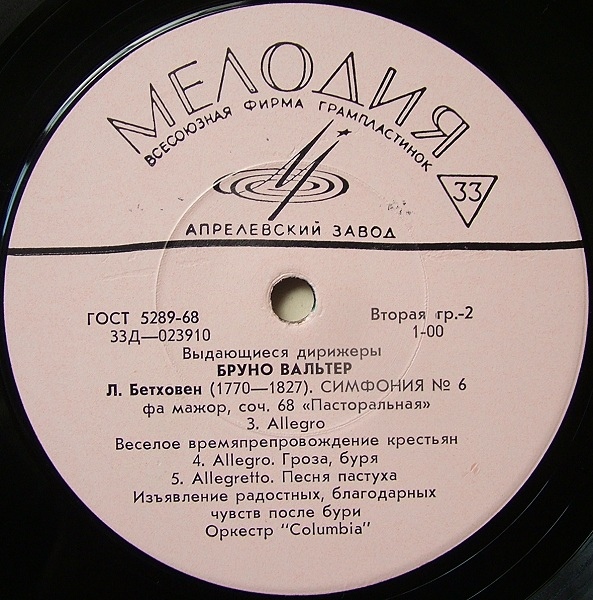 МЕЛОДИЯ
ВСЕСОЮЗНАЯ ФИРМА ГРАМПЛАСТИНОК
33
АПРЕЛЕВСКИЙ ЗАВОД
ГОСТ 5289-68 Вторая гр.-2
33Д—023910 1-00
Выдающиеся дирижеры
БРУНО ВАЛЬТЕР
Л. Бетховен (1770—1827). СИМФОНИЯ № 6
фа мажор, соч. 68 «Пасторальная»
3. Allegro
Веселое времяпрепровождение крестьян
4. Allegro. Гроза, буря
5. Allegretto. Песня пастуха
Изъявление радостных, благодарных
чувств после бури
Оркестр "Columbia"